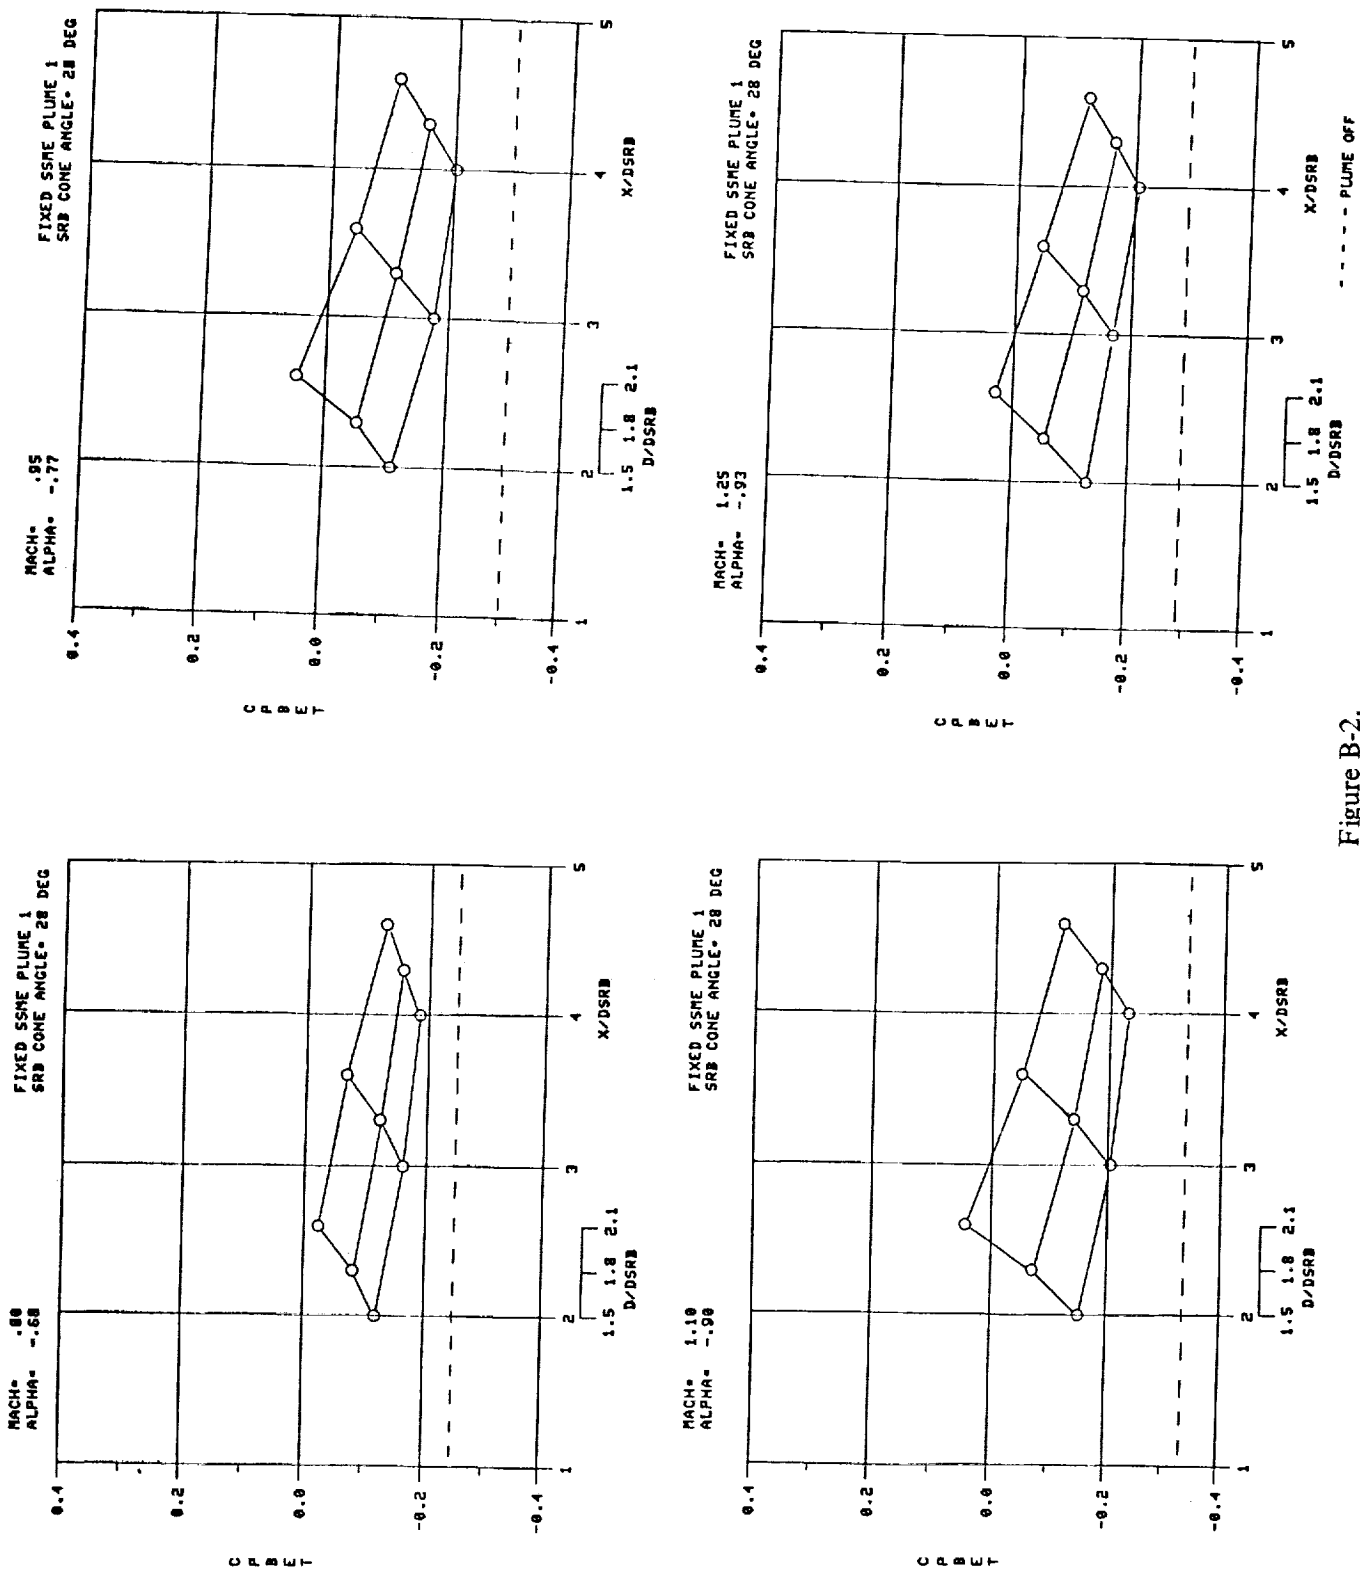 MACH= .80
ALPHA= -.68
FIXED SSME PLUME 1
SRB CONE ANGLE= 28 DEG
0.4
0.2
0.0
-0.2
-0.4
CPBET
1
2
3
4
5
1.5 1.8 2.1
D/DSRB
X/DSRB
MACH= .95
ALPHA= -.77
FIXED SSME PLUME 1
SRB CONE ANGLE= 28 DEG
0.4
0.2
0.0
-0.2
-0.4
CPBET
1
2
3
4
5
1.5 1.8 2.1
D/DSRB
X/DSRB
MACH= 1.10
ALPHA= -.90
FIXED SSME PLUME 1
SRB CONE ANGLE= 28 DEG
0.4
0.2
0.0
-0.2
-0.4
CPBET
1
2
3
4
5
1.5 1.8 2.1
D/DSRB
X/DSRB
MACH= 1.25
ALPHA= -.93
FIXED SSME PLUME 1
SRB CONE ANGLE= 28 DEG
0.4
0.2
0.0
-0.2
-0.4
CPBET
1
2
3
4
5
1.5 1.8 2.1
D/DSRB
X/DSRB
- - - - - PLUME OFF
Figure B-2.